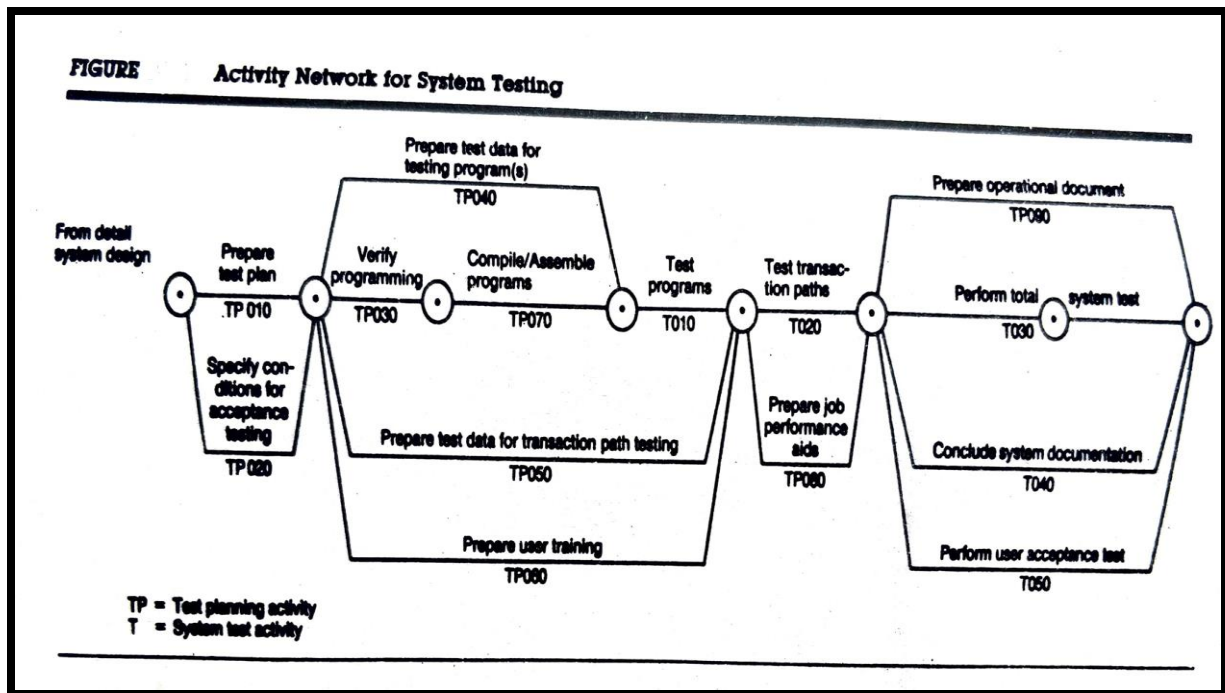 FIGURE Activity Network for System Testing
Prepare test data for
testing program(s)
TP040
Prepare operational document
TP090
From detail
system design
Prepare
test plan
TP 010
Verify
programming
TP030
Compile/Assemble
programs
TP070
Test
programs
T010
Test transac-
tion paths
T020
Perform total system test
T030
Specify con-
ditions for
acceptance
testing
TP 020
Prepare test data for transaction path testing
TP050
Prepare job
performance
aids
TP080
Conclude system documentation
T040
Prepare user training
TP060
Perform user acceptance test
T050
TP = Test planning activity
T = System test activity